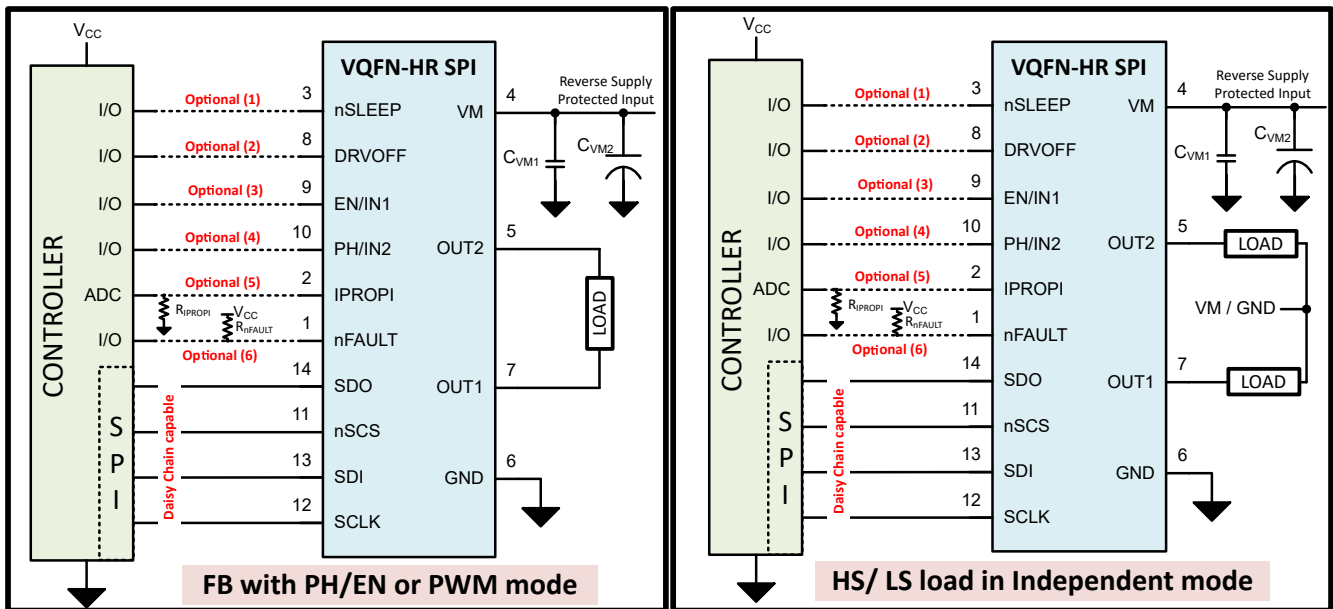 VCC
VQFN-HR SPI
CONTROLLER
I/O
Optional (1)
3
nSLEEP
VM
4
Reverse Supply
Protected Input
I/O
Optional (2)
8
DRVOFF
CVM1
CVM2
I/O
Optional (3)
9
EN/IN1
I/O
Optional (4)
10
PH/IN2
OUT2
5
ADC
Optional (5)
2
IPROPI
RIPROPI
VCC
RnFAULT
LOAD
I/O
1
nFAULT
Optional (6)
SPI
Daisy Chain capable
14
SDO
OUT1
7
11
nSCS
13
SDI
GND
6
12
SCLK
FB with PH/EN or PWM mode
VCC
VQFN-HR SPI
CONTROLLER
I/O
Optional (1)
3
nSLEEP
VM
4
Reverse Supply
Protected Input
I/O
Optional (2)
8
DRVOFF
CVM1
CVM2
I/O
Optional (3)
9
EN/IN1
I/O
Optional (4)
10
PH/IN2
OUT2
5
LOAD
ADC
Optional (5)
2
IPROPI
RIPROPI
VCC
RnFAULT
VM / GND
I/O
1
nFAULT
Optional (6)
SPI
Daisy Chain capable
14
SDO
OUT1
7
LOAD
11
nSCS
13
SDI
GND
6
12
SCLK
HS/ LS load in Independent mode